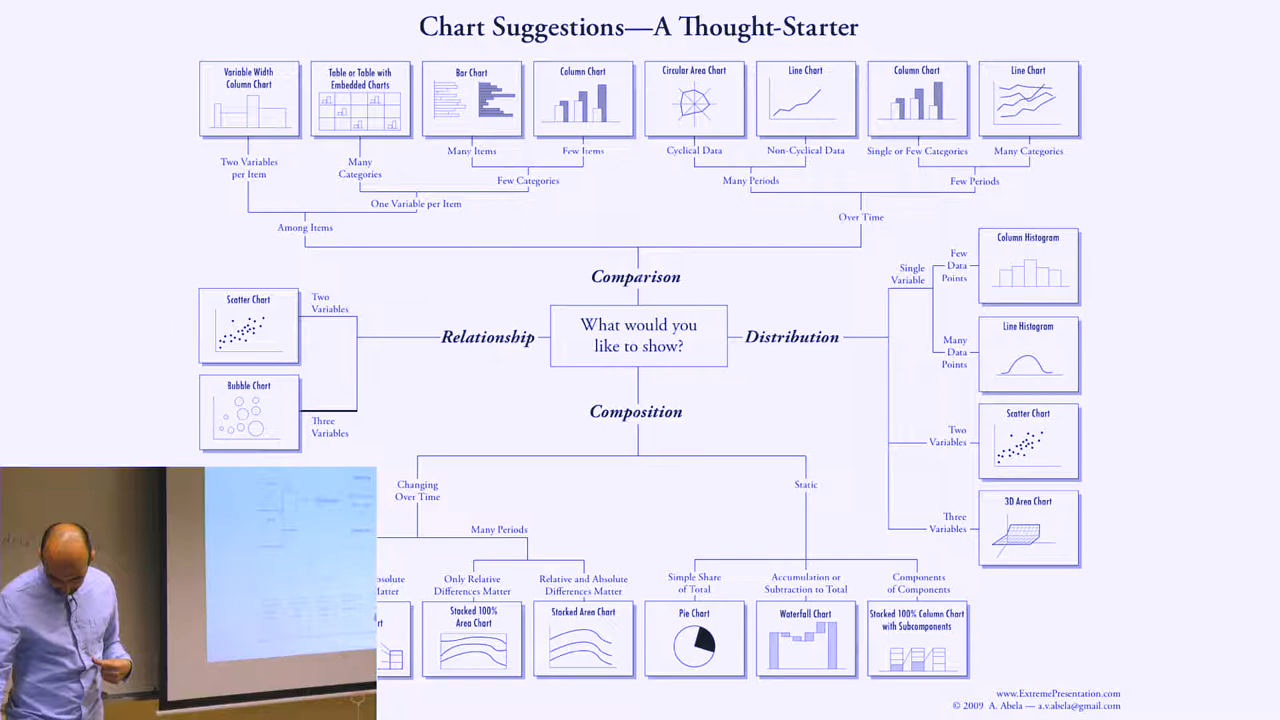 Chart Suggestions—A Thought-Starter
Variable Width
Column Chart
Table or Table with
Embedded Charts
Bar Chart
Column Chart
Circular Area Chart
Line Chart
Column Chart
Line Chart
Two Variables
per Item
Many
Categories
Many Items
Few Items
Cyclical Data
Non-Cyclical Data
Single or Few Categories
Many Categories
Few Categories
Many Periods
Few Periods
One Variable per Item
Over Time
Among Items
Comparison
Scatter Chart
Two
Variables
Bubble Chart
Three
Variables
Relationship
What would you
like to show?
Distribution
Single
Variable
Few
Data
Points
Column Histogram
Many
Data
Points
Line Histogram
Two
Variables
Scatter Chart
Three
Variables
3D Area Chart
Composition
Changing
Over Time
Static
Many Periods
Only Relative
Differences Matter
Relative and Absolute
Differences Matter
Simple Share
of Total
Accumulation or
Subtraction to Total
Components
of Components
Stacked 100%
Area Chart
Stacked Area Chart
Pie Chart
Waterfall Chart
Stacked 100% Column Chart
with Subcomponents
www.ExtremePresentation.com
© 2009 A. Abela — a.v.abela@gmail.com